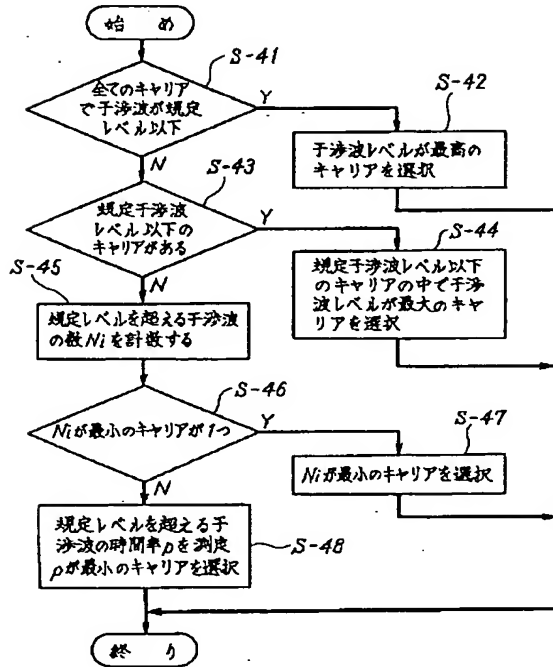 始め
S-41
全てのキャリア
で干渉波が規定
レベル以下
Y
N
S-42
干渉波レベルが最高の
キャリアを選択
S-43
規定干渉波
レベル以下の
キャリアがある
Y
N
S-44
規定干渉波レベル以下
のキャリアの中で干渉
波レベルが最大のキャ
リアを選択
S-45
規定レベルを超える干渉波
の数Niを計数する
S-46
Niが最小のキャリアが1つ
Y
N
S-47
Niが最小のキャリアを選択
規定レベルを超える干
渉波の時間率ρを測定
ρが最小のキャリアを選択
S-48
終り